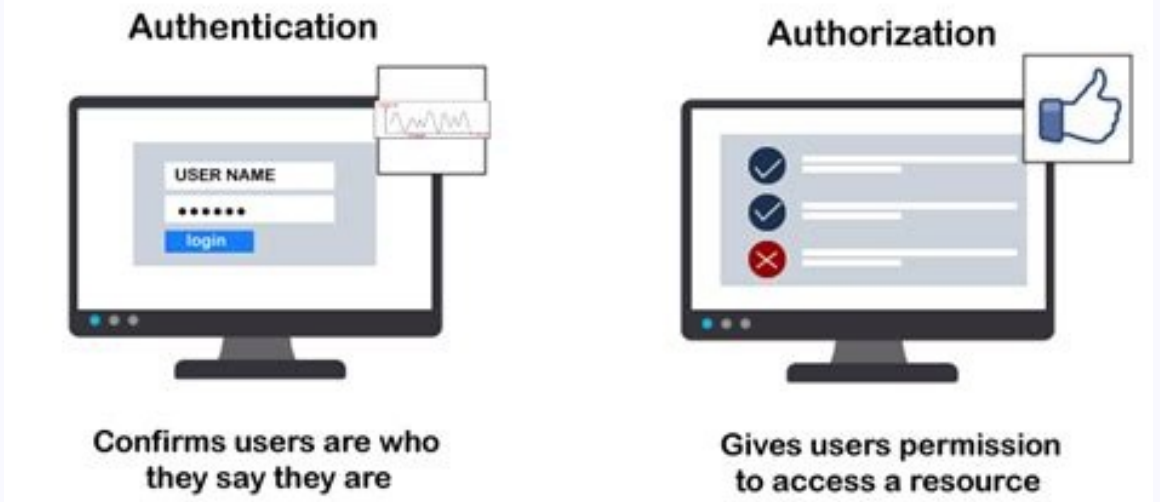 Authentication
Authorization
USER NAME
login
Confirms users are who
they say they are
Gives users permission
to access a resource